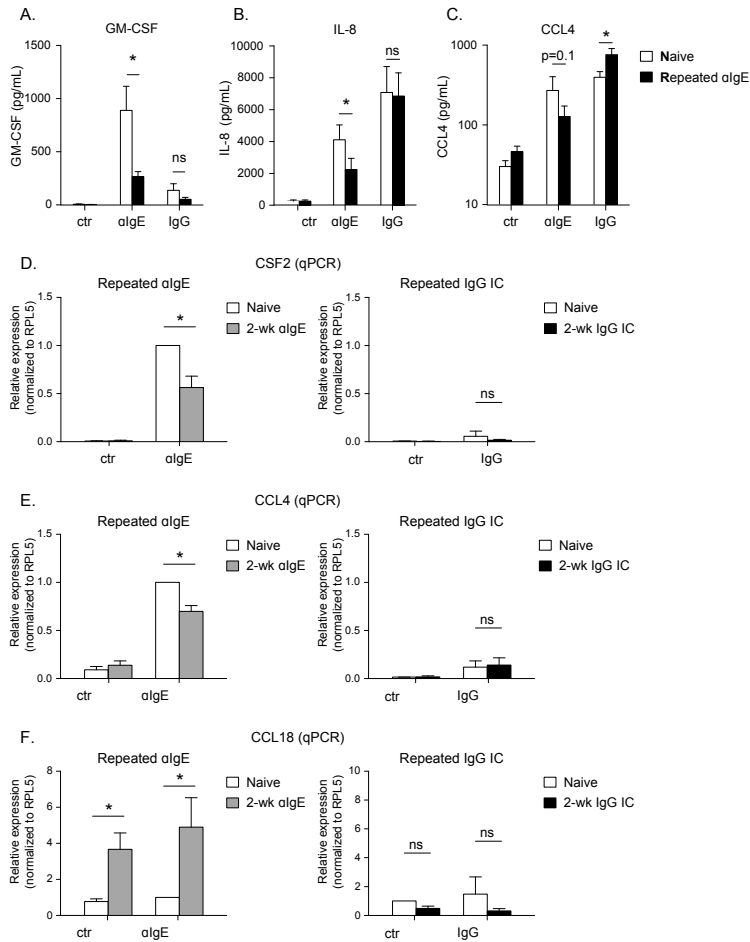 A.
GM-CSF
GM-CSF (pg/mL)
1500
1000
500
0
*
ns
ctr
αIgE
IgG
B.
IL-8
IL-8 (pg/mL)
10000
8000
6000
4000
2000
0
*
ns
ctr
αIgE
IgG
C.
CCL4
CCL4 (pg/mL)
1000
100
10
p=0.1
*
ctr
αIgE
IgG
Naive
Repeated αIgE
D.
CSF2 (qPCR)
Repeated αIgE
Relative expression
(normalized to RPL5)
1.5
1.0
0.5
0.0
*
ctr
αIgE
Naive
2-wk αIgE
Repeated IgG IC
Relative expression
(normalized to RPL5)
1.5
1.0
0.5
0.0
ns
ctr
IgG
Naive
2-wk IgG IC
E.
CCL4 (qPCR)
Repeated αIgE
Relative expression
(normalized to RPL5)
1.5
1.0
0.5
0.0
*
ctr
αIgE
Naive
2-wk αIgE
Repeated IgG IC
Relative expression
(normalized to RPL5)
1.5
1.0
0.5
0.0
ns
ctr
IgG
Naive
2-wk IgG IC
F.
CCL18 (qPCR)
Repeated αIgE
Relative expression
(normalized to RPL5)
8
6
4
2
0
*
*
ctr
αIgE
Naive
2-wk αIgE
Repeated IgG IC
Relative expression
(normalized to RPL5)
10
8
6
4
2
0
ns
ns
ctr
IgG
Naive
2-wk IgG IC